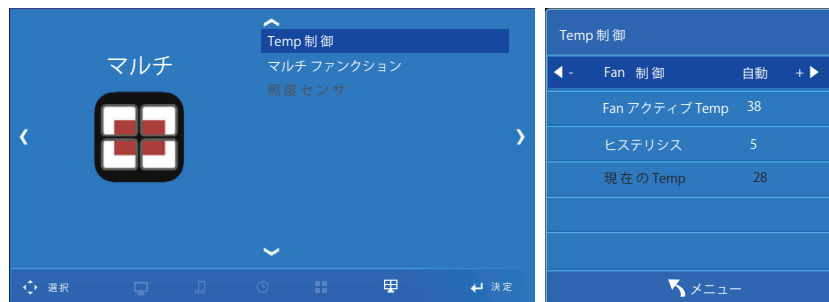 マルチ
Temp 制御
マルチ ファンクション
照度センサ
選択
決定
Temp 制御
- Fan 制御 自動 +
Fan アクティブ Temp 38
ヒステリシス 5
現在の Temp 28
メニュー